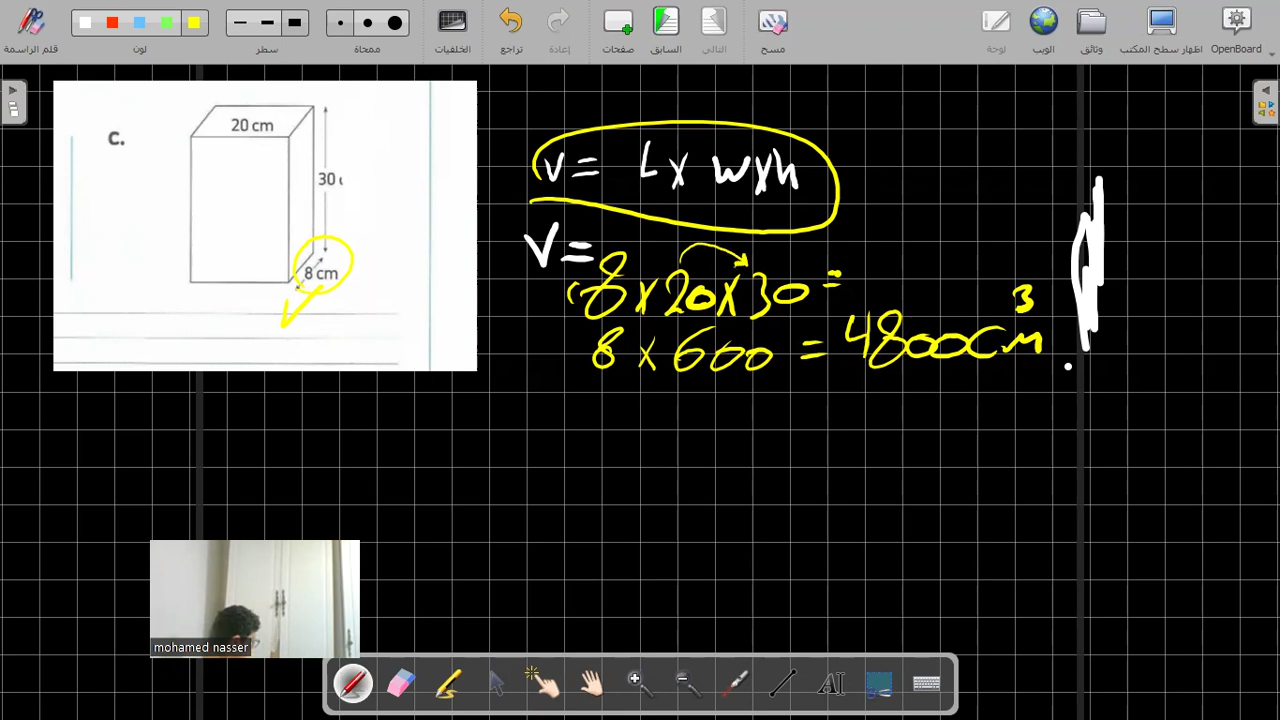 قلم الراسمة
لون
سطر
ممحاة
الخلفيات
تراجع
إعادة
صفحات
السابق
التالي
مسح
لوحة
الويب
وثائق
اظهار سطح المكتب
OpenBoard
C.
20 cm
30
8 cm
V = L x w x h
V =
8 x 20 x 30 =
8 x 600 = 4800 cm³
mohamed nasser